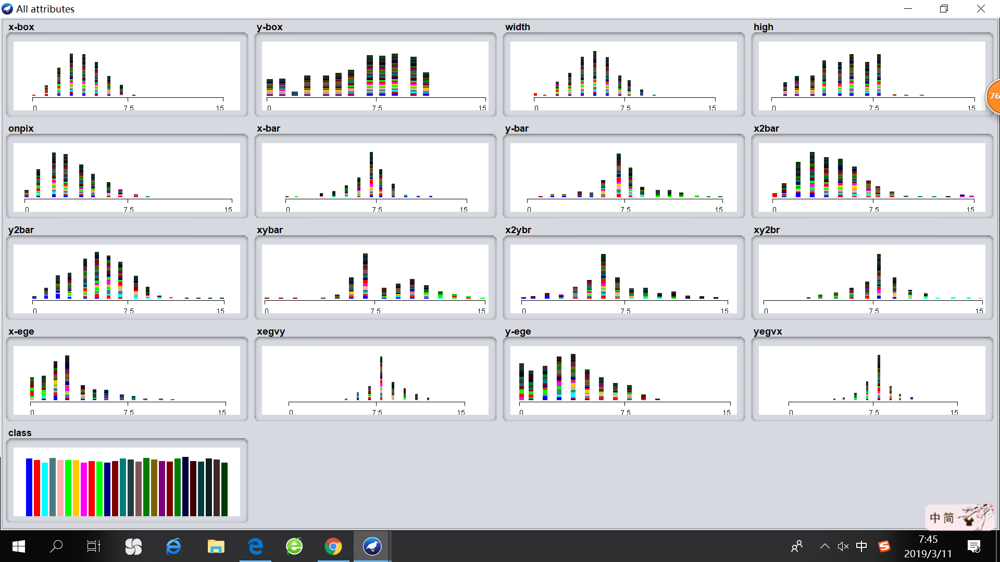 All attributes
x-box
y-box
width
high
0 7.5 15
0 7.5 15
0 7.5 15
0 7.5 15
76
onpix
x-bar
y-bar
x2bar
0 7.5 15
0 7.5 15
0 7.5 15
0 7.5 15
y2bar
xybar
x2ybr
xy2br
0 7.5 15
0 7.5 15
0 7.5 15
0 7.5 15
x-ege
xegvy
y-ege
yegvx
0 7.5 15
0 7.5 15
0 7.5 15
0 7.5 15
class
中 简
中
7:45
2019/3/11